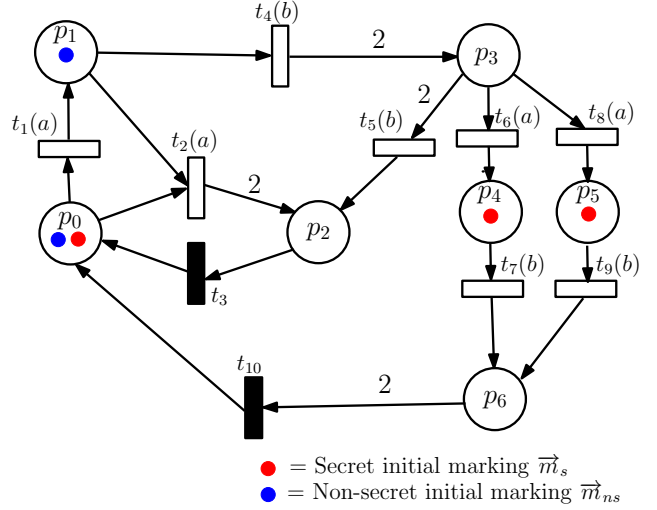 t₄(b)
p₁
2
p₃
t₁(a)
t₂(a)
t₅(b)
2
t₆(a)
t₈(a)
2
p₀
p₂
p₄
p₅
t₃
t₇(b)
t₉(b)
t₁₀
2
p₆
= Secret initial marking m⃗ₛ
= Non-secret initial marking m⃗ₙₛ